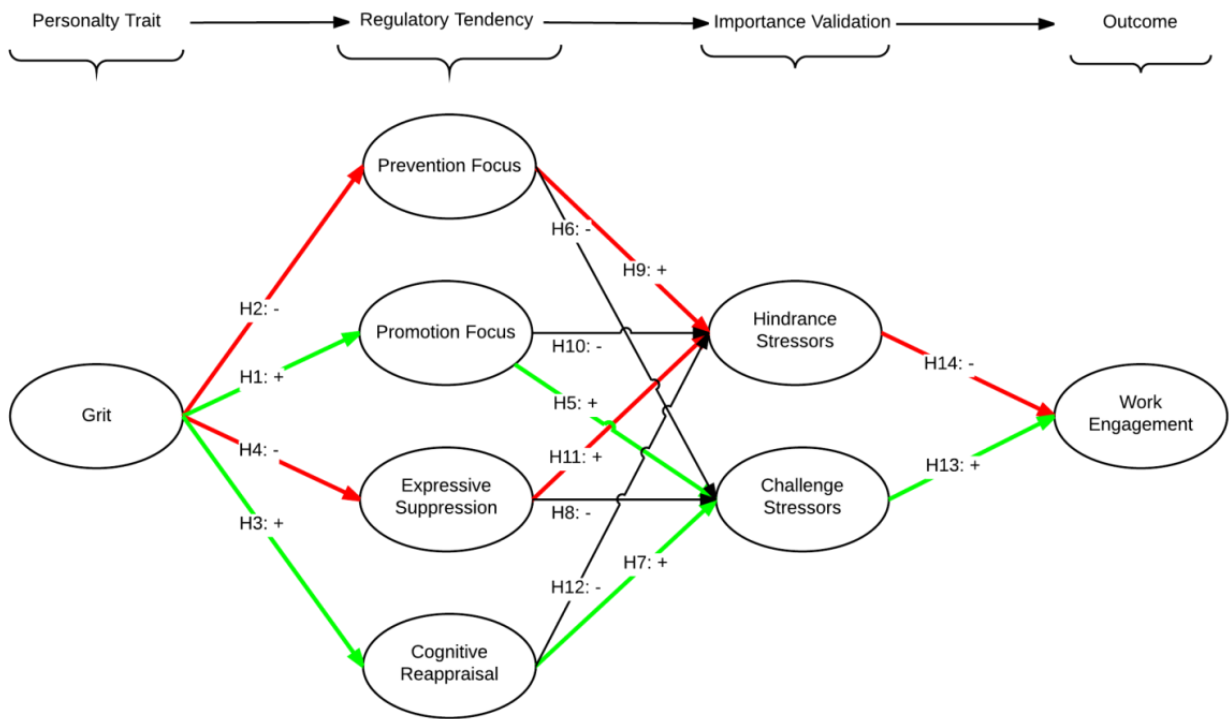 Personalty Trait
Regulatory Tendency
Importance Validation
Outcome
Prevention Focus
H6: -
H9: +
H2: -
Promotion Focus
H10: -
Hindrance
Stressors
H14: -
H1: +
H5: +
Grit
Work
Engagement
H4: -
H11: +
H13: +
Expressive
Suppression
H8: -
Challenge
Stressors
H3: +
H7: +
H12: -
Cognitive
Reappraisal